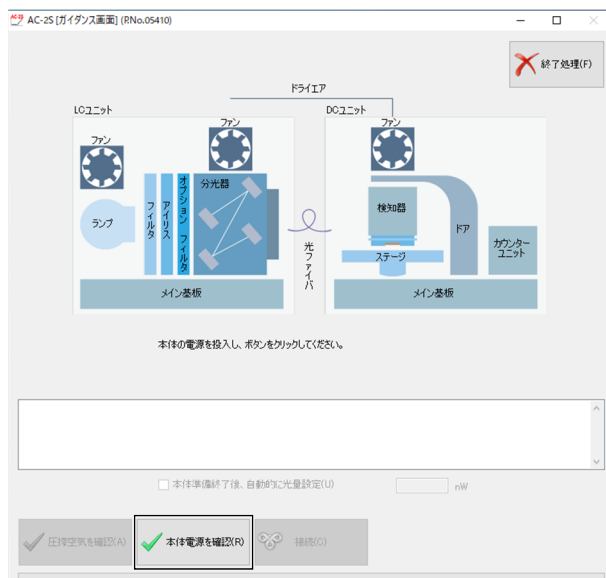 AC-2S [ガイダンス画面] (P.No.05410)
終了処理(F)
ドライエア
LCユニット
DCユニット
ファン
ファン
ファン
ランプ
フィルタ
アイリス
オプション フィルタ
分光器
光ファイバ
検知器
ステージ
ドア
カウンター
ユニット
メイン基板
メイン基板
本体の電源を投入し、ボタンをクリックしてください。
本体準備終了後、自動的に光量設定(U)
nW
圧搾空気を確認(A)
本体電源を確認(R)
接続(C)